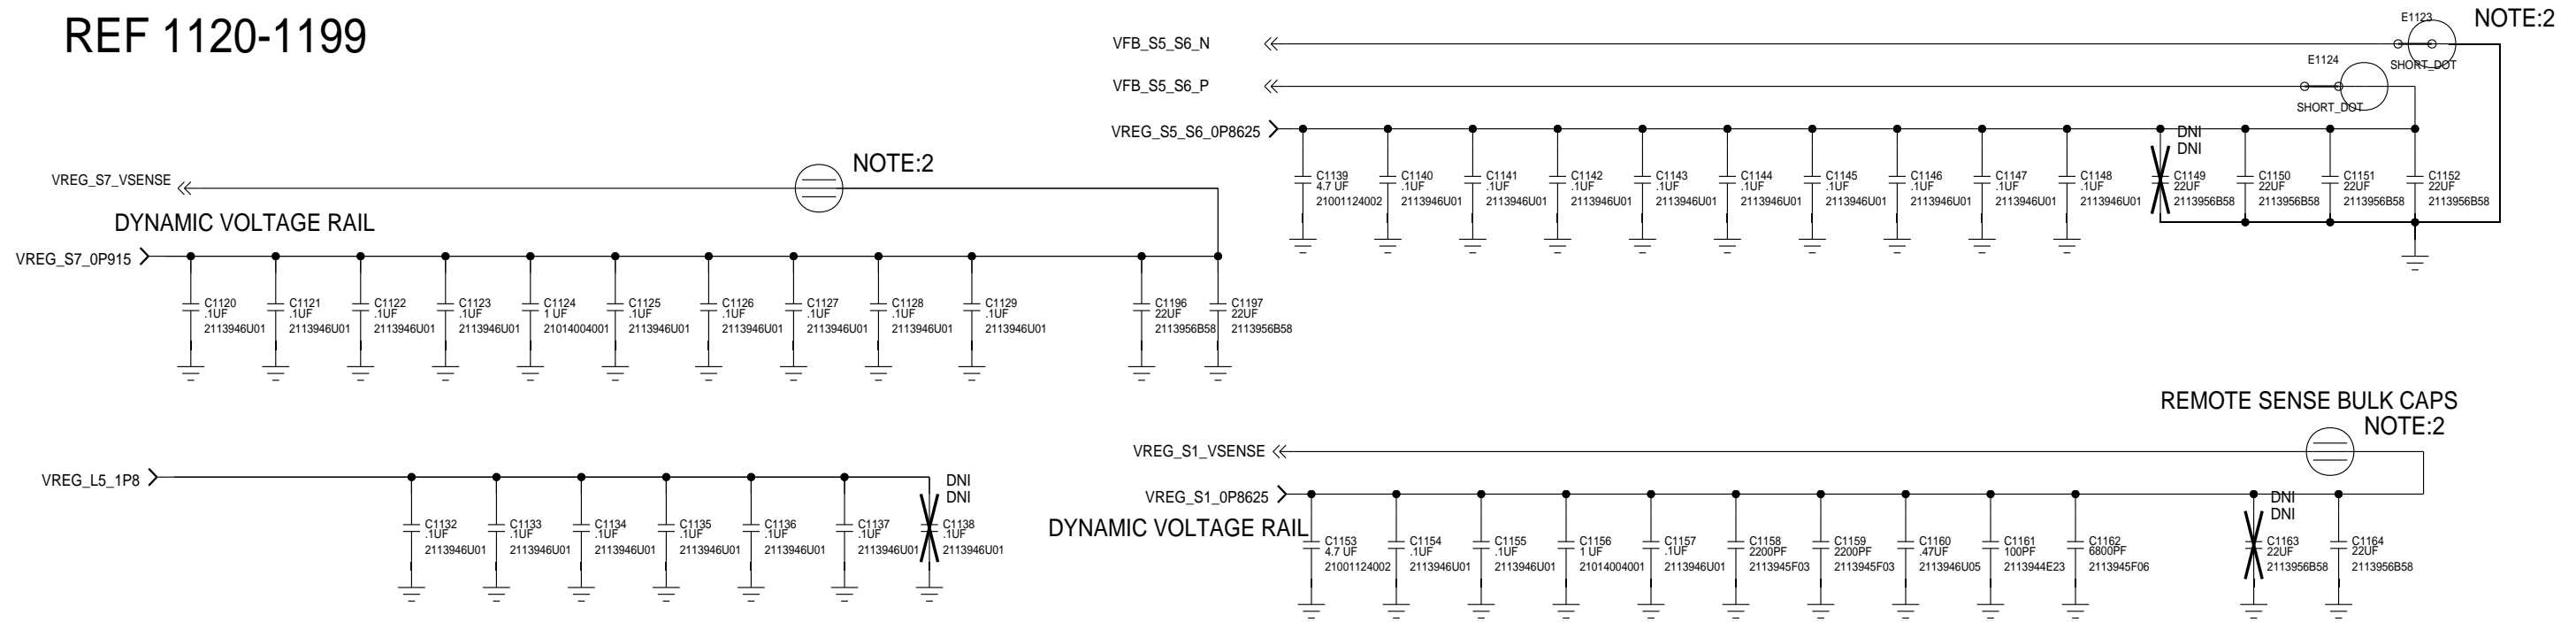 REF 1120-1199
E1123
NOTE:2
VFB_S5_S6_N
SHORT_DOT
E1124
VFB_S5_S6_P
SHORT_DOT
VREG_S5_S6_0P8625
DNI
DNI
C1139
4.7 UF
21001124002
C1140
.1UF
2113946U01
C1141
.1UF
2113946U01
C1142
.1UF
2113946U01
C1143
.1UF
2113946U01
C1144
.1UF
2113946U01
C1145
.1UF
2113946U01
C1146
.1UF
2113946U01
C1147
.1UF
2113946U01
C1148
.1UF
2113946U01
C1149
22UF
2113956B58
C1150
22UF
2113956B58
C1151
22UF
2113956B58
C1152
22UF
2113956B58
NOTE:2
VREG_S7_VSENSE
DYNAMIC VOLTAGE RAIL
VREG_S7_0P915
C1120
.1UF
2113946U01
C1121
.1UF
2113946U01
C1122
.1UF
2113946U01
C1123
.1UF
2113946U01
C1124
1 UF
21014004001
C1125
.1UF
2113946U01
C1126
.1UF
2113946U01
C1127
.1UF
2113946U01
C1128
.1UF
2113946U01
C1129
.1UF
2113946U01
C1196
22UF
2113956B58
C1197
22UF
2113956B58
VREG_L5_1P8
DNI
DNI
C1132
.1UF
2113946U01
C1133
.1UF
2113946U01
C1134
.1UF
2113946U01
C1135
.1UF
2113946U01
C1136
.1UF
2113946U01
C1137
.1UF
2113946U01
C1138
.1UF
2113946U01
REMOTE SENSE BULK CAPS
NOTE:2
VREG_S1_VSENSE
VREG_S1_0P8625
DYNAMIC VOLTAGE RAIL
DNI
DNI
C1153
4.7 UF
21001124002
C1154
.1UF
2113946U01
C1155
.1UF
2113946U01
C1156
1 UF
21014004001
C1157
.1UF
2113946U01
C1158
2200PF
2113945F03
C1159
2200PF
2113945F03
C1160
.47UF
2113946U05
C1161
100PF
2113944E23
C1162
6800PF
2113945F06
C1163
22UF
2113956B58
C1164
22UF
2113956B58